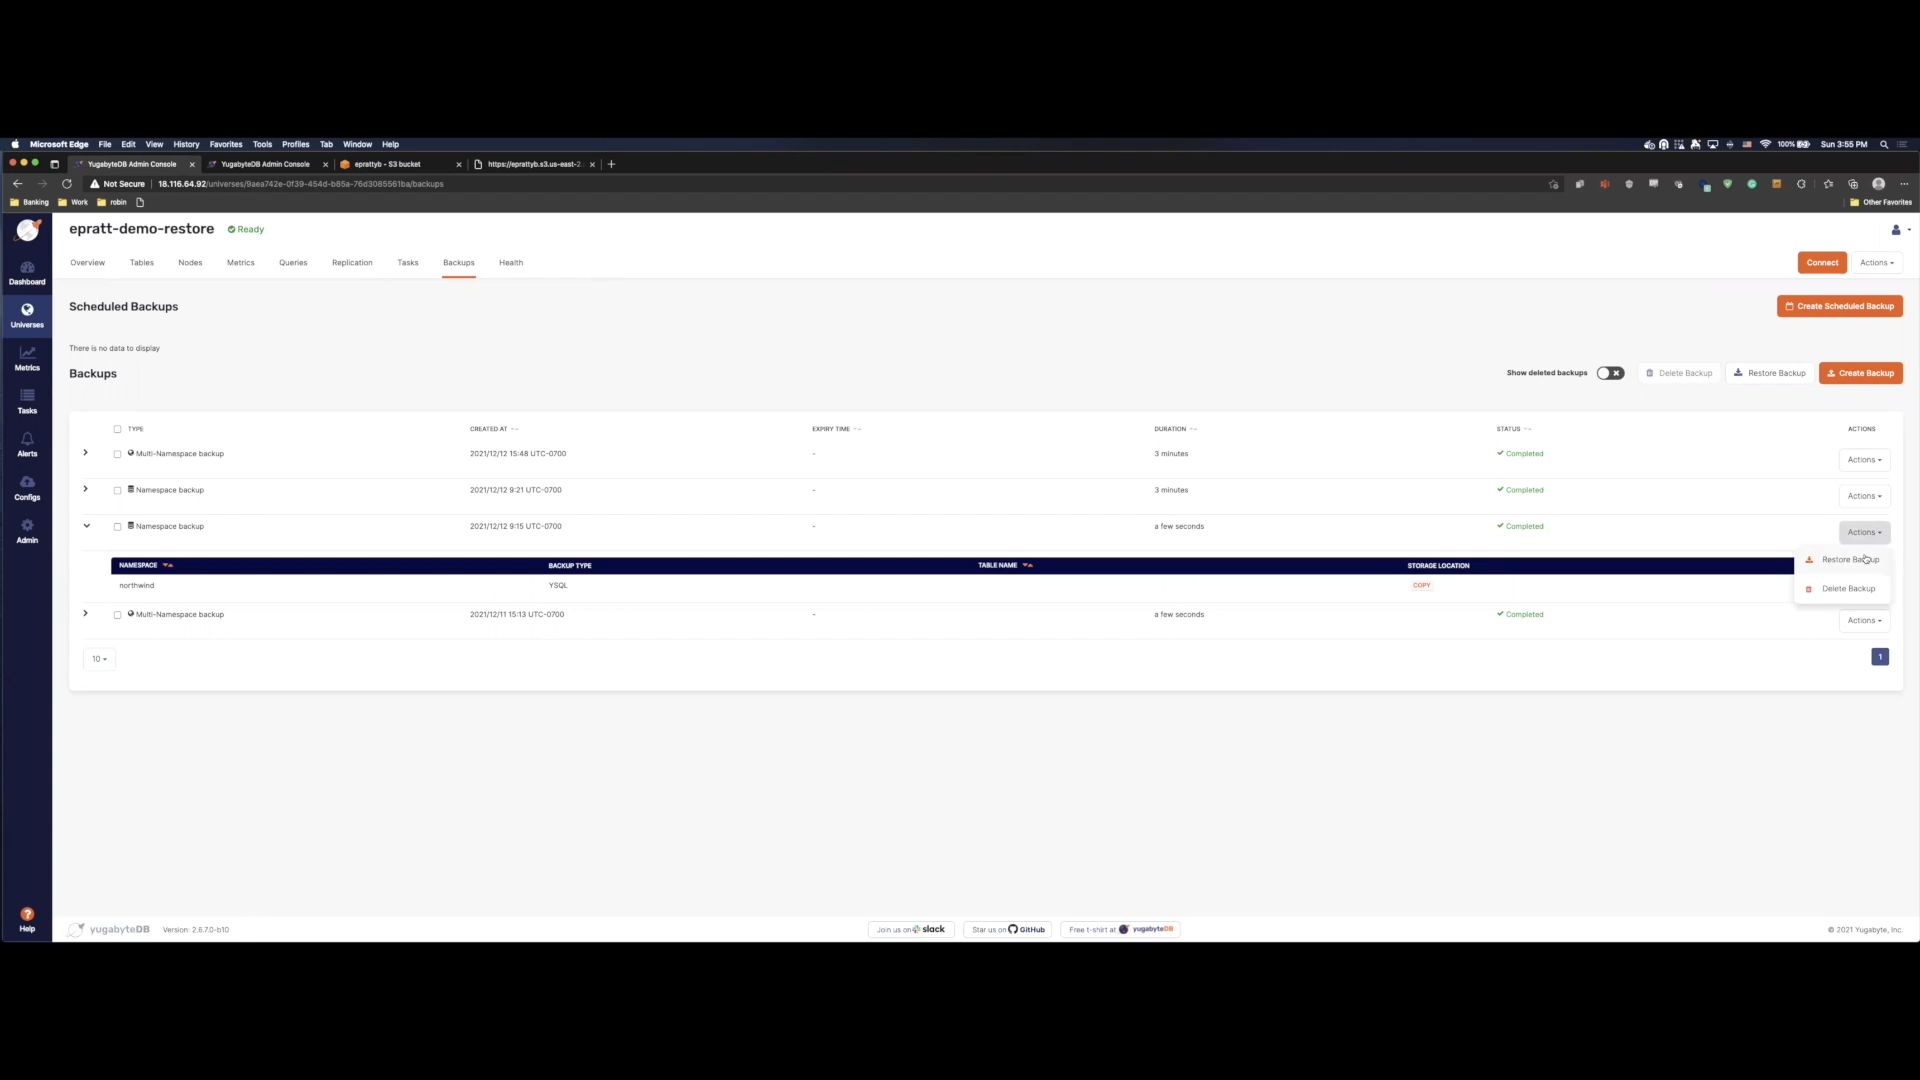 Microsoft Edge File Edit View History Favorites Tools Profiles Tab Window Help 100% Sun 3:55 PM
YugabyteDB Admin Console YugabyteDB Admin Console eprattyb - S3 bucket https://eprattyb.s3.us-east-2.
Not Secure 18.116.64.92/universes/9aea742e-0f39-454d-b85a-76d3085561ba/backups
Banking Work robin Other Favorites
epratt-demo-restore Ready
Dashboard
Universes
Metrics
Tasks
Alerts
Configs
Admin
Help
Overview Tables Nodes Metrics Queries Replication Tasks Backups Health Connect Actions
Scheduled Backups Create Scheduled Backup
There is no data to display
Backups Show deleted backups Delete Backup Restore Backup Create Backup
TYPE CREATED AT EXPIRY TIME DURATION STATUS ACTIONS
Multi-Namespace backup 2021/12/12 15:48 UTC-0700 - 3 minutes Completed Actions
Namespace backup 2021/12/12 9:21 UTC-0700 - 3 minutes Completed Actions
Namespace backup 2021/12/12 9:15 UTC-0700 - a few seconds Completed Actions
Restore Backup
Delete Backup
NAMESPACE BACKUP TYPE TABLE NAME STORAGE LOCATION
northwind YSQL COPY
Multi-Namespace backup 2021/12/11 15:13 UTC-0700 - a few seconds Completed Actions
10 1
yugabyteDB Version: 2.6.7.0-b10 Join us on slack Star us on GitHub Free t-shirt at yugabyteDB © 2021 Yugabyte, Inc.